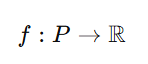 f : P → ℝ